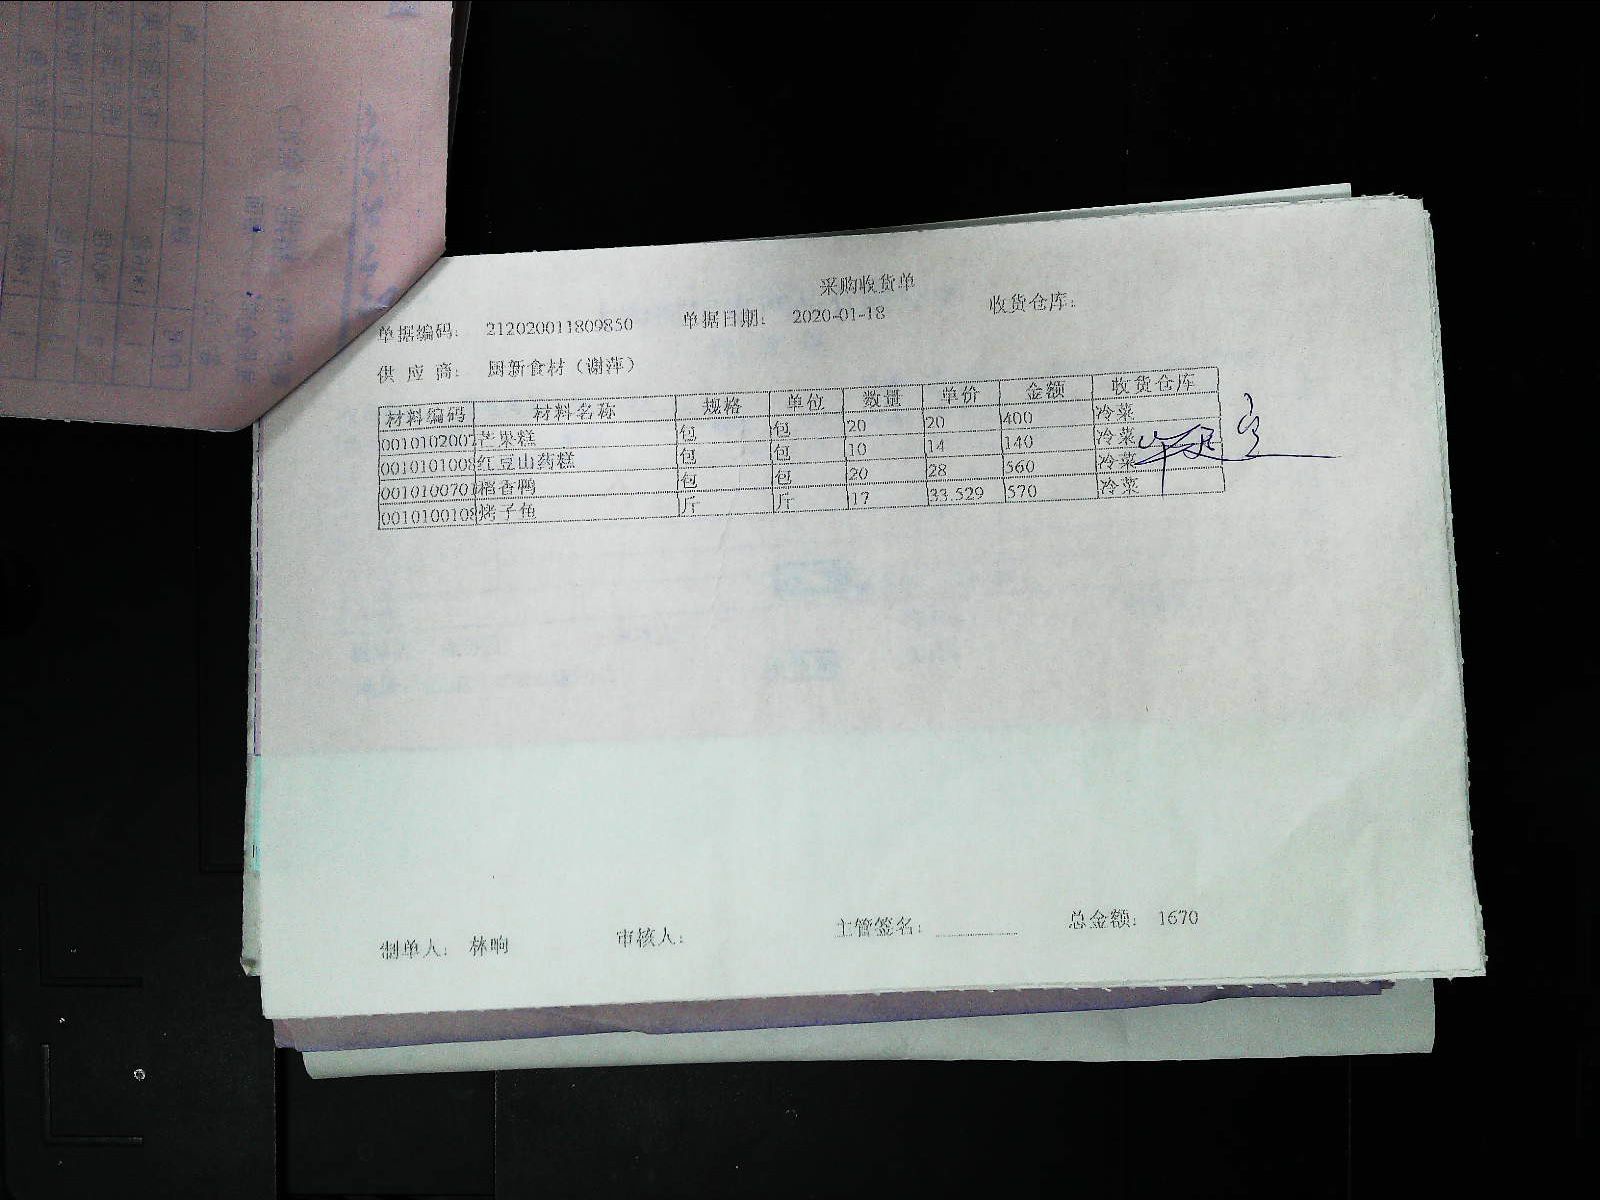 采购收货单
单据编码: 212020011809850 单据日期: 2020-01-18 收货仓库:
供应商: 厨新食材（谢萍）
材料编码 材料名称 规格 单位 数量 单价 金额 收货仓库
0010102007 芒果糕 包 包 20 20 400 冷菜
0010101008 红豆山药糕 包 包 10 14 140 冷菜
001010070 稻香鸭 包 包 20 28 560 冷菜
001010010 烤子鱼 斤 斤 17 33.529 570 冷菜
制单人: 林响 审核人: 主管签名: 总金额: 1670